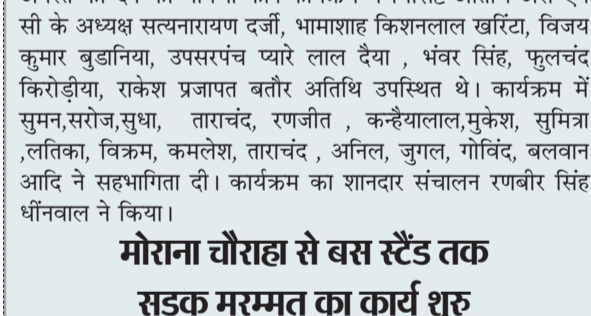 सी के अध्यक्ष सत्यनारायण दर्जी, भामाशाह किशनलाल खरिंटा, विजय
कुमार बुडानिया, उपसरपंच प्यारे लाल दैया , भंवर सिंह, फुलचंद
किरोड़ीया, राकेश प्रजापत बतौर अतिथि उपस्थित थे। कार्यक्रम में
सुमन,सरोज,सुधा, ताराचंद, रणजीत , कन्हैयालाल,मुकेश, सुमित्रा
,लतिका, विक्रम, कमलेश, ताराचंद , अनिल, जुगल, गोविंद, बलवान
आदि ने सहभागिता दी। कार्यक्रम का शानदार संचालन रणबीर सिंह
धींनवाल ने किया।
मोराना चौराहा से बस स्टैंड तक
सड़क मरम्मत का कार्य शुरु